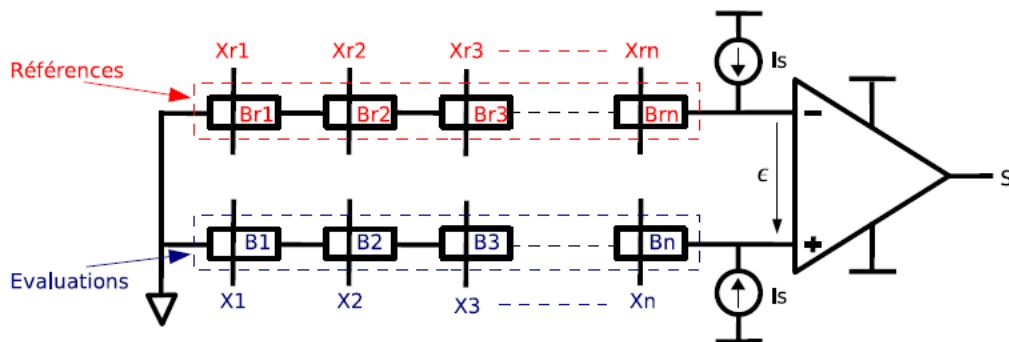 Xr1 Xr2 Xr3 Xrn
Is
Références
Br1 Br2 Br3 Brn
-
ϵ
S
B1 B2 B3 Bn
+
Evaluations
Is
X1 X2 X3 Xn